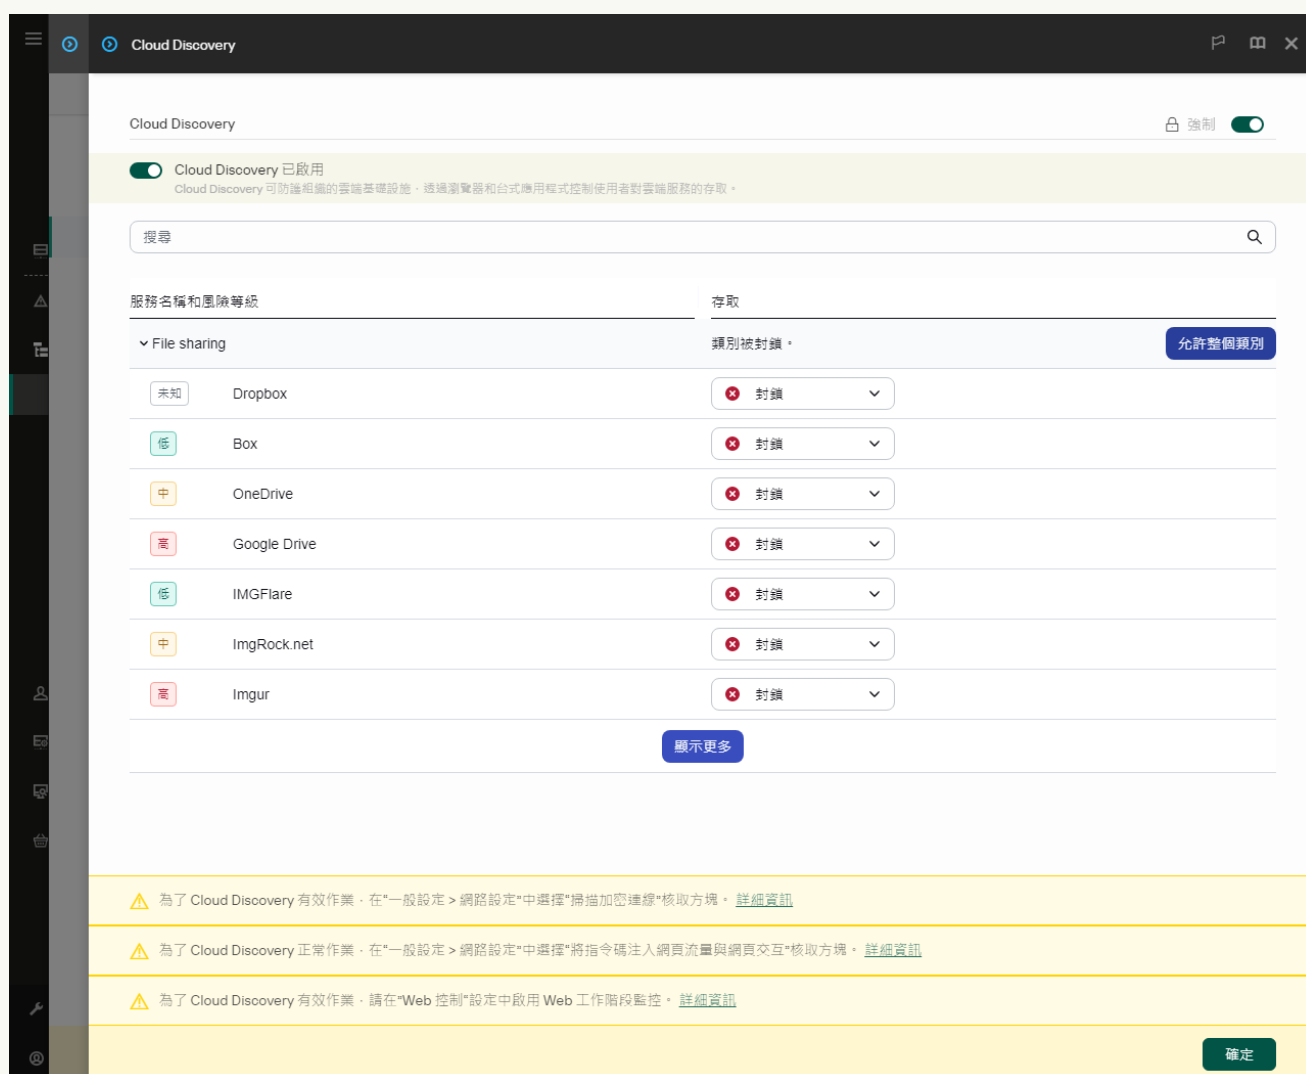 Cloud Discovery
Cloud Discovery
強制
Cloud Discovery 已啟用
Cloud Discovery 可防護組織的雲端基礎設施，透過瀏覽器和台式應用程式控制使用者對雲端服務的存取。
搜尋
服務名稱和風險等級 存取
File sharing 類別被封鎖。 允許整個類別
未知 Dropbox 封鎖
低 Box 封鎖
中 OneDrive 封鎖
高 Google Drive 封鎖
低 IMGFlare 封鎖
中 ImgRock.net 封鎖
高 Imgur 封鎖
顯示更多
為了 Cloud Discovery 有效作業，在"一般設定 > 網路設定"中選擇"掃描加密連線"核取方塊。 詳細資訊
為了 Cloud Discovery 正常作業，在"一般設定 > 網路設定"中選擇"將指令碼注入網頁流量與網頁交互"核取方塊。 詳細資訊
為了 Cloud Discovery 有效作業，請在"Web 控制"設定中啟用 Web 工作階段監控。 詳細資訊
確定